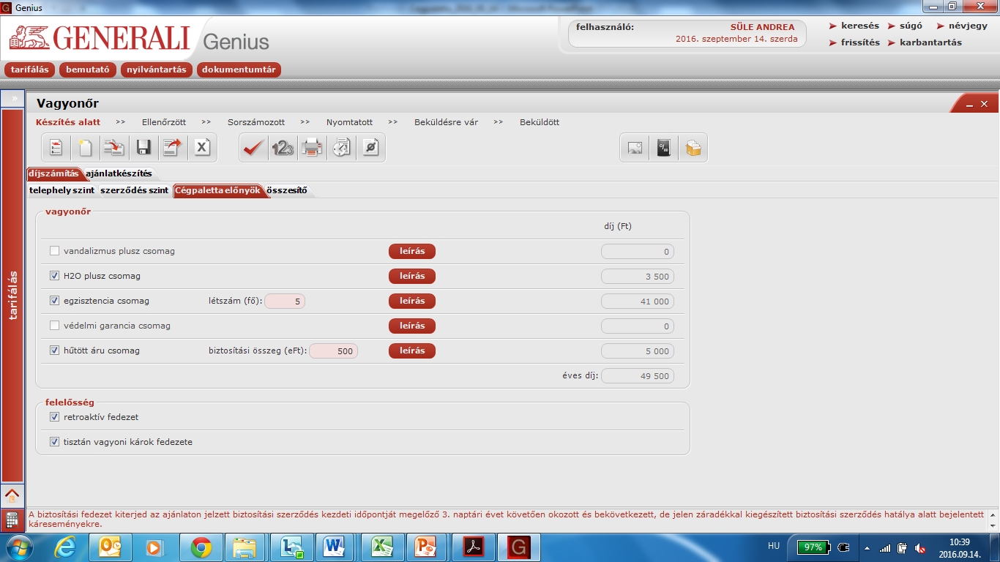 Genius
GENERALI Genius
felhasználó: SÜLE ANDREA
2016. szeptember 14. szerda
keresés súgó névjegy
frissítés karbantartás
tarifálás bemutató nyilvántartás dokumentumtár
»
Vagyonőr
Készítés alatt >> Ellenőrzött >> Sorszámozott >> Nyomtatott >> Beküldésre vár >> Beküldött
123
díjszámítás ajánlatkészítés
telephely szint szerződés szint Cégpaletta előnyök összesítő
tarifálás
vagyonőr
díj (Ft)
vandalizmus plusz csomag leírás 0
H2O plusz csomag leírás 3 500
egzisztencia csomag létszám (fő): 5 leírás 41 000
védelmi garancia csomag leírás 0
hűtött áru csomag biztosítási összeg (eFt): 500 leírás 5 000
éves díj: 49 500
felelősség
retroaktív fedezet
tisztán vagyoni károk fedezete
A biztosítási fedezet kiterjed az ajánlaton jelzett biztosítási szerződés kezdeti időpontját megelőző 3. naptári évet követően okozott és bekövetkezett, de jelen záradékkal kiegészített biztosítási szerződés hatálya alatt bejelentett
káreseményekre.
HU 97% 10:39
2016.09.14.